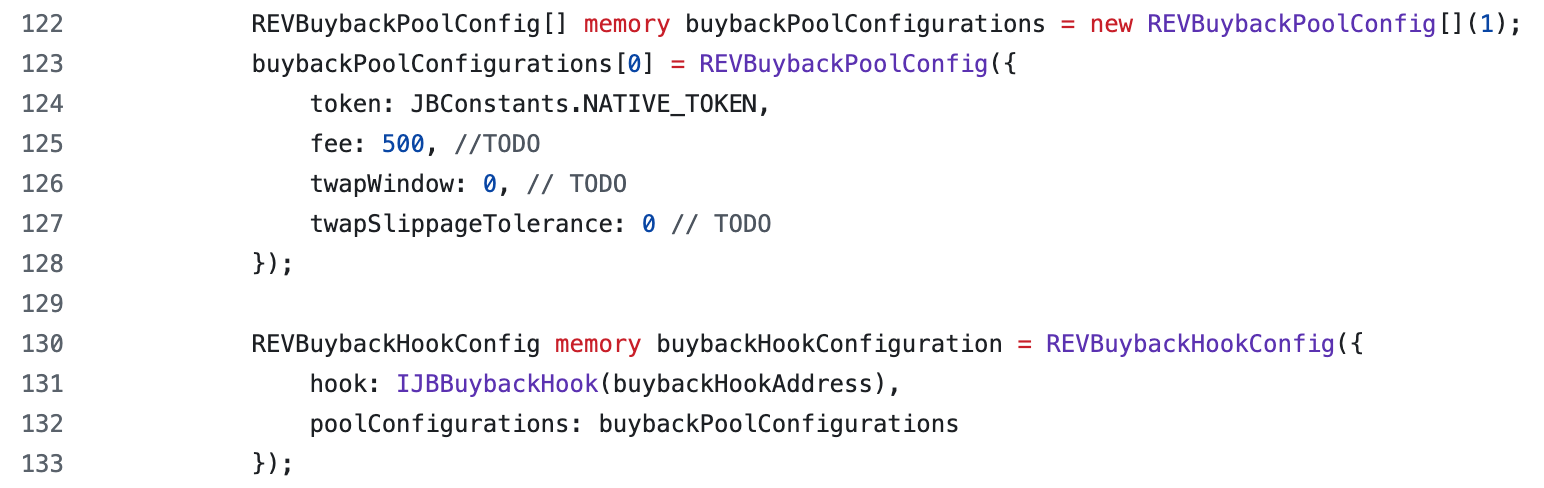 122 REVBuybackPoolConfig[] memory buybackPoolConfigurations = new REVBuybackPoolConfig[](1);
123 buybackPoolConfigurations[0] = REVBuybackPoolConfig({
124     token: JBConstants.NATIVE_TOKEN,
125     fee: 500, //TODO
126     twapWindow: 0, // TODO
127     twapSlippageTolerance: 0 // TODO
128 });
129
130 REVBuybackHookConfig memory buybackHookConfiguration = REVBuybackHookConfig({
131     hook: IJBBuybackHook(buybackHookAddress),
132     poolConfigurations: buybackPoolConfigurations
133 });